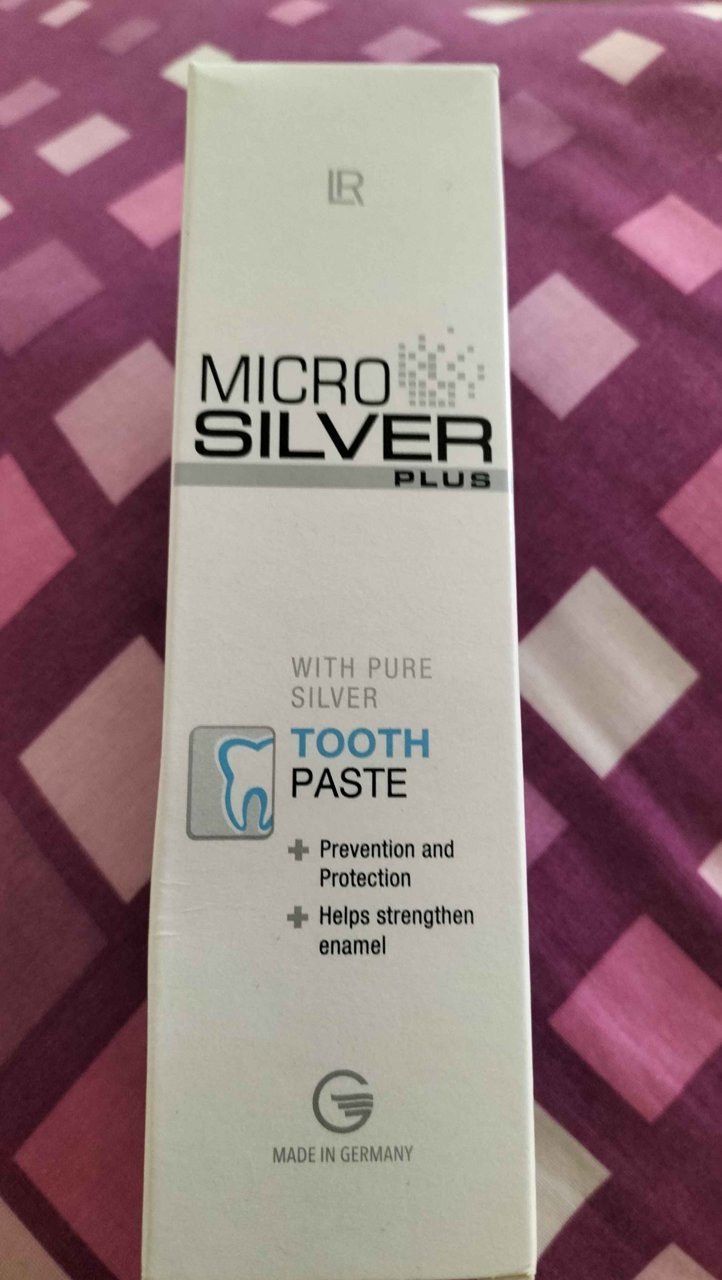 LR
MICRO
SILVER
PLUS
WITH PURE
SILVER
TOOTH
PASTE
+ Prevention and
Protection
+ Helps strengthen
enamel
MADE IN GERMANY